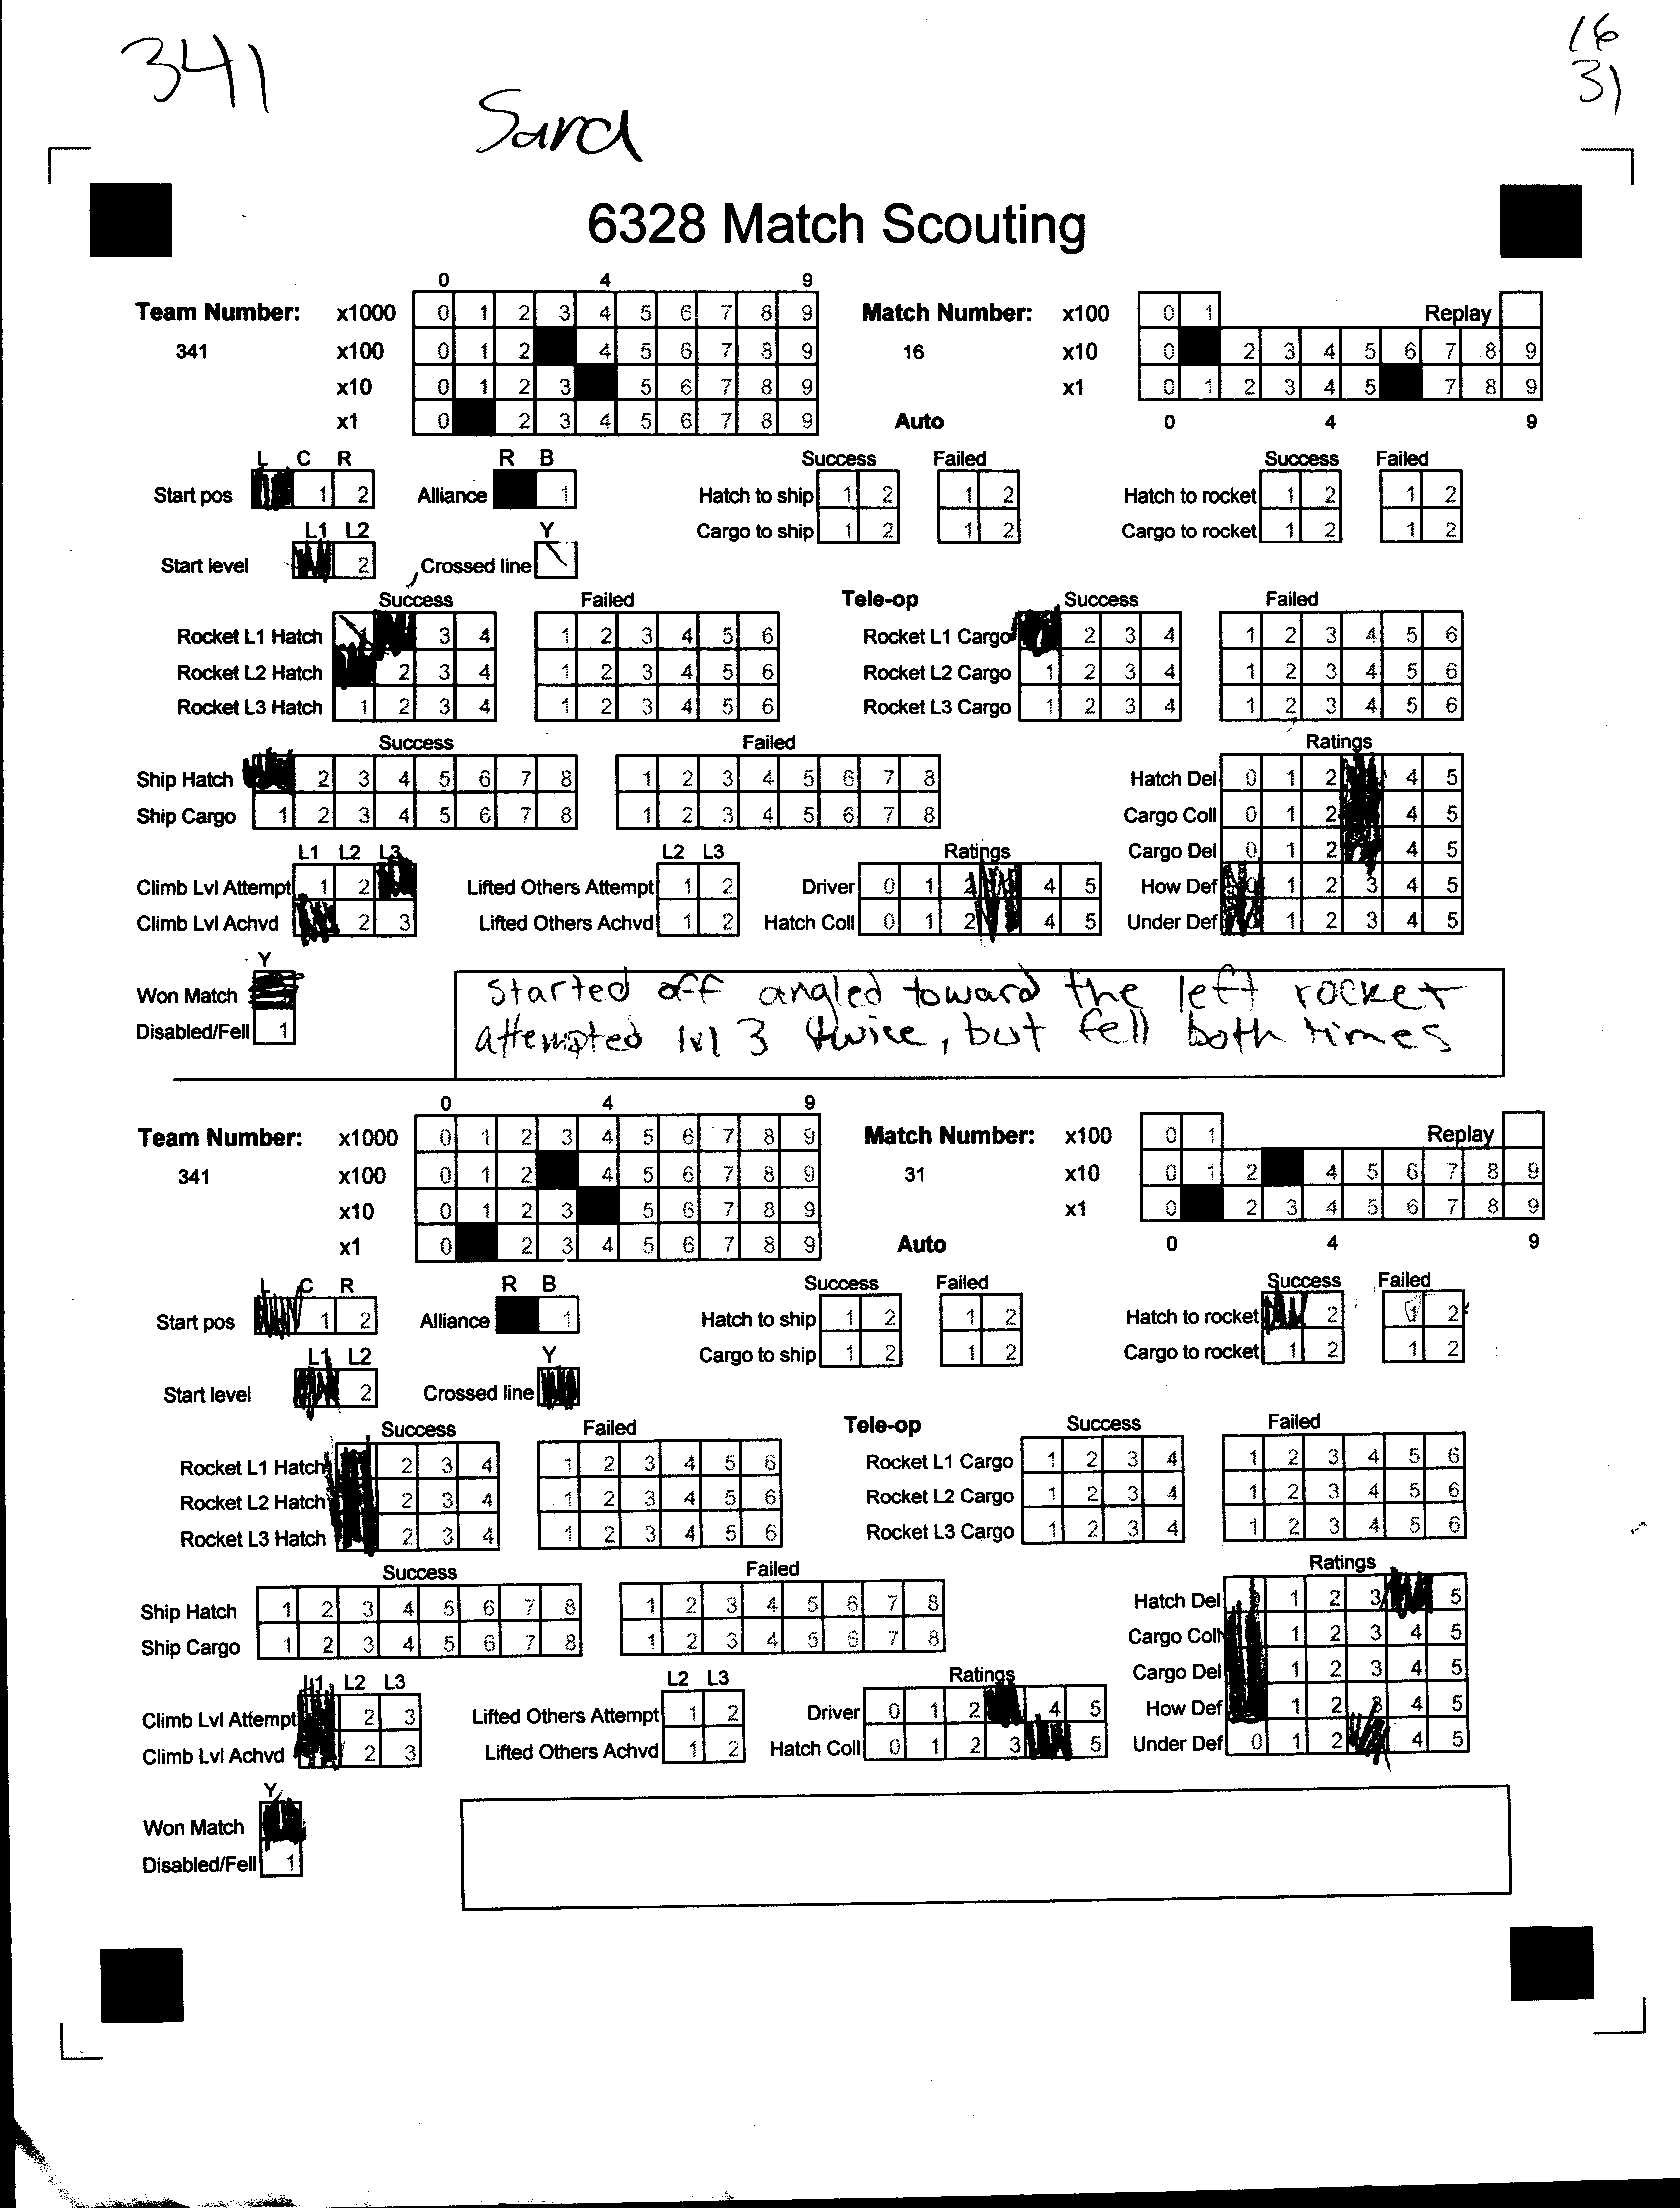 341
16
31
Sara
6328 Match Scouting
0 4 9
Team Number: x1000 0 1 2 3 4 5 6 7 8 9 Match Number: x100 0 1 Replay
341 x100 0 1 2 4 5 6 7 8 9 16 x10 0 2 3 4 5 6 7 8 9
x10 0 1 2 3 5 6 7 8 9 x1 0 1 2 3 4 5 7 8 9
x1 0 2 3 4 5 6 7 8 9 Auto 0 4 9
L C R R B Success Failed Success Failed
Start pos 1 2 Alliance 1 Hatch to ship 1 2 1 2 Hatch to rocket 1 2 1 2
L1 L2 Y Cargo to ship 1 2 1 2 Cargo to rocket 1 2 1 2
Start level 2 Crossed line
Success Failed Tele-op Success Failed
Rocket L1 Hatch 1 3 4 1 2 3 4 5 6 Rocket L1 Cargo 2 3 4 1 2 3 4 5 6
Rocket L2 Hatch 2 3 4 1 2 3 4 5 6 Rocket L2 Cargo 1 2 3 4 1 2 3 4 5 6
Rocket L3 Hatch 1 2 3 4 1 2 3 4 5 6 Rocket L3 Cargo 1 2 3 4 1 2 3 4 5 6
Success Failed Ratings
Ship Hatch 2 3 4 5 6 7 8 1 2 3 4 5 6 7 8 Hatch Del 0 1 2 4 5
Ship Cargo 1 2 3 4 5 6 7 8 1 2 3 4 5 6 7 8 Cargo Coll 0 1 2 4 5
L1 L2 L3 L2 L3 Ratings Cargo Del 0 1 2 4 5
Climb Lvl Attempt 1 2 Lifted Others Attempt 1 2 Driver 0 1 2 4 5 How Def 1 2 3 4 5
Climb Lvl Achvd 2 3 Lifted Others Achvd 1 2 Hatch Coll 0 1 2 4 5 Under Def 1 2 3 4 5
Y
Won Match
Disabled/Fell 1
Started off angled toward the left rocket
attempted lvl 3 twice, but fell both times
0 4 9
Team Number: x1000 0 1 2 3 4 5 6 7 8 9 Match Number: x100 0 1 Replay
341 x100 0 1 2 4 5 6 7 8 9 31 x10 0 1 2 4 5 6 7 8 9
x10 0 1 2 3 5 6 7 8 9 x1 0 2 3 4 5 6 7 8 9
x1 0 2 3 4 5 6 7 8 9 Auto 0 4 9
L C R R B Success Failed Success Failed
Start pos 1 2 Alliance 1 Hatch to ship 1 2 1 2 Hatch to rocket 2 1 2
L1 L2 Y Cargo to ship 1 2 1 2 Cargo to rocket 1 2 1 2
Start level 2 Crossed line
Success Failed Tele-op Success Failed
Rocket L1 Hatch 2 3 4 1 2 3 4 5 6 Rocket L1 Cargo 1 2 3 4 1 2 3 4 5 6
Rocket L2 Hatch 2 3 4 1 2 3 4 5 6 Rocket L2 Cargo 1 2 3 4 1 2 3 4 5 6
Rocket L3 Hatch 2 3 4 1 2 3 4 5 6 Rocket L3 Cargo 1 2 3 4 1 2 3 4 5 6
Success Failed Ratings
Ship Hatch 1 2 3 4 5 6 7 8 1 2 3 4 5 6 7 8 Hatch Del 1 2 3 5
Ship Cargo 1 2 3 4 5 6 7 8 1 2 3 4 5 6 7 8 Cargo Coll 1 2 3 4 5
L1 L2 L3 L2 L3 Ratings Cargo Del 1 2 3 4 5
Climb Lvl Attempt 2 3 Lifted Others Attempt 1 2 Driver 0 1 2 4 5 How Def 1 2 3 4 5
Climb Lvl Achvd 2 3 Lifted Others Achvd 1 2 Hatch Coll 0 1 2 3 5 Under Def 0 1 2 4 5
Y
Won Match
Disabled/Fell 1